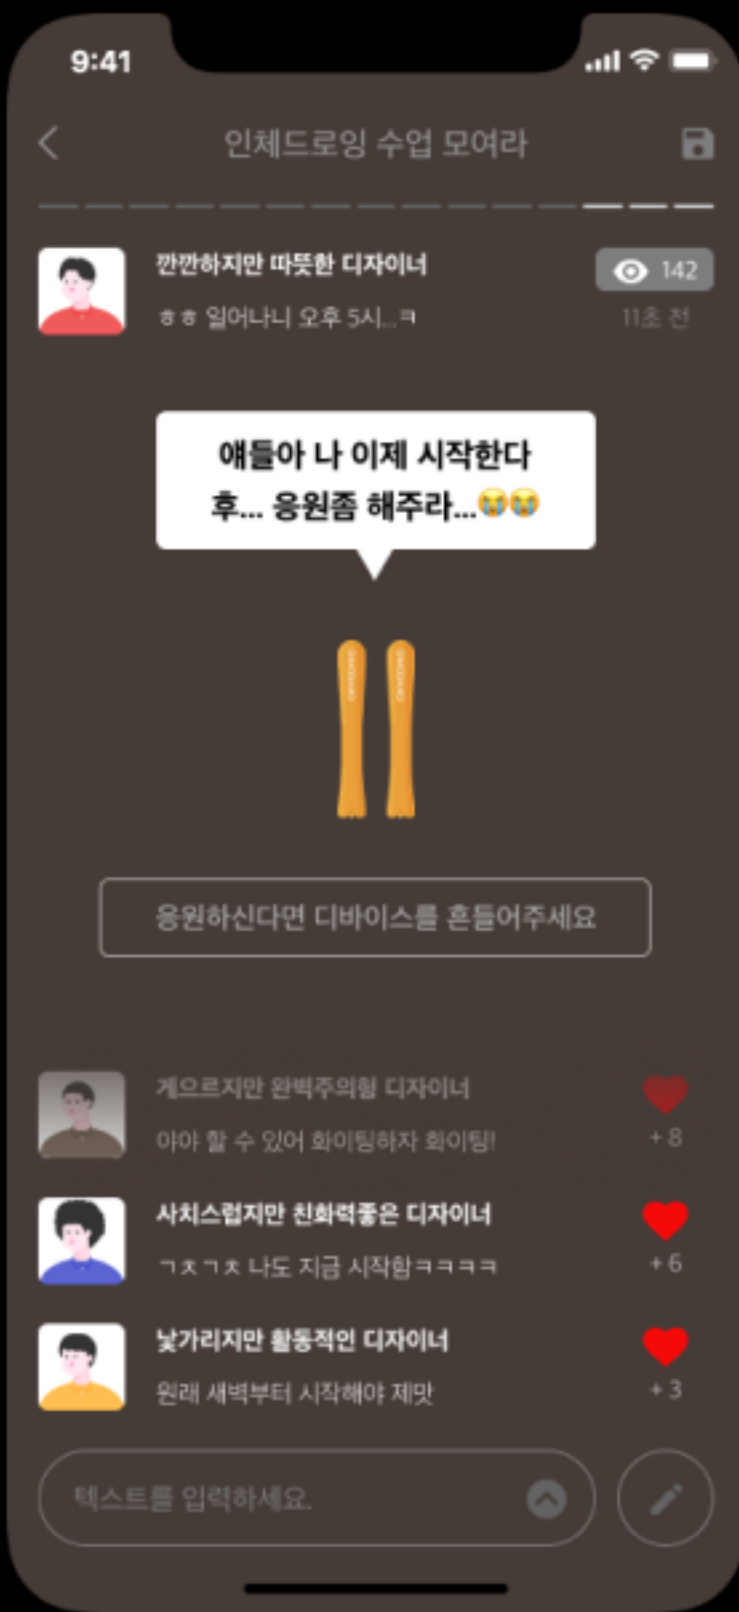 9:41
인체드로잉 수업 모여라
깐깐하지만 따뜻한 디자이너
142
ㅎㅎ 일어나니 오후 5시...ㅋ
11초 전
얘들아 나 이제 시작한다
후... 응원좀 해주라...😭😭
응원하신다면 디바이스를 흔들어주세요
게으르지만 완벽주의형 디자이너
야야 할 수 있어 화이팅하자 화이팅!
+8
사치스럽지만 친화력좋은 디자이너
ㄱㅊㄱㅊ 나도 지금 시작함ㅋㅋㅋㅋ
+6
낯가리지만 활동적인 디자이너
원래 새벽부터 시작해야 제맛
+3
텍스트를 입력하세요.